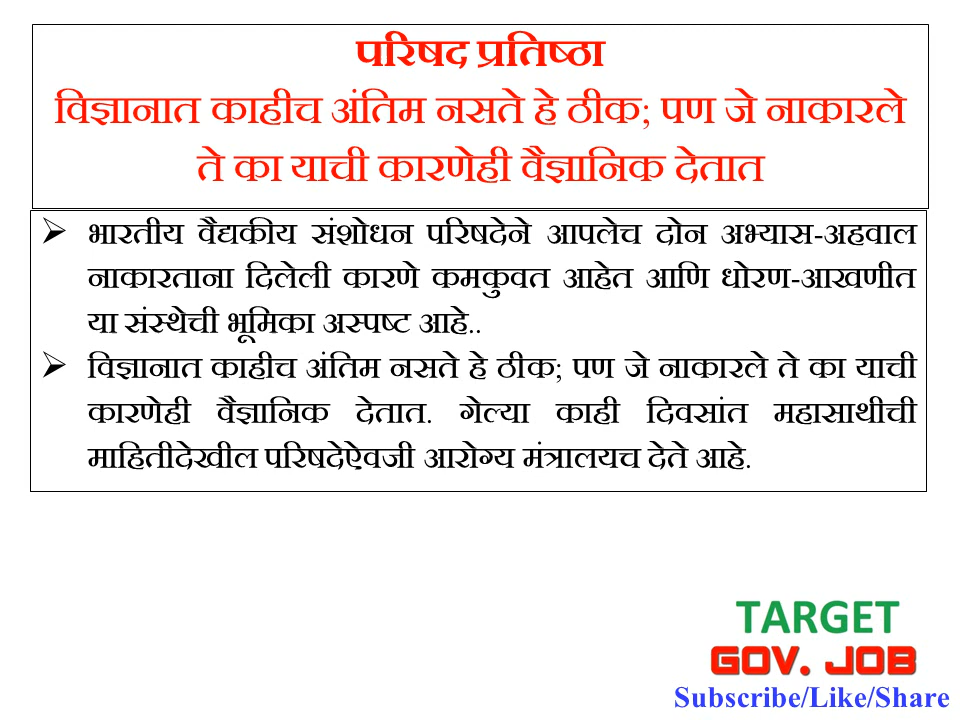 परिषद प्रतिष्ठा
विज्ञानात काहीच अंतिम नसते हे ठीक; पण जे नाकारले
ते का याची कारणेही वैज्ञानिक देतात
➢ भारतीय वैद्यकीय संशोधन परिषदेने आपलेच दोन अभ्यास-अहवाल
नाकारताना दिलेली कारणे कमकुवत आहेत आणि धोरण-आखणीत
या संस्थेची भूमिका अस्पष्ट आहे..
➢ विज्ञानात काहीच अंतिम नसते हे ठीक; पण जे नाकारले ते का याची
कारणेही वैज्ञानिक देतात. गेल्या काही दिवसांत महासाथीची
माहितीदेखील परिषदेऐवजी आरोग्य मंत्रालयच देते आहे.
TARGET
GOV. JOB
Subscribe/Like/Share